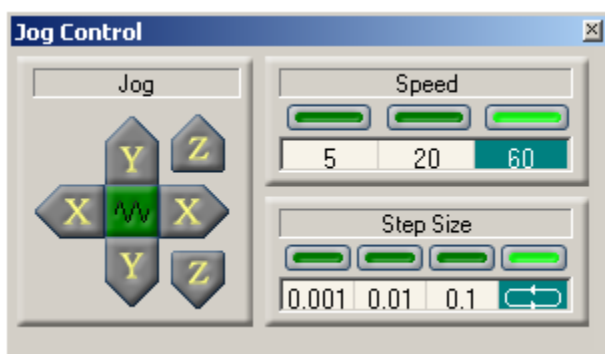 Jog Control
Jog
Y
Z
X
X
Y
Z
Speed
5 20 60
Step Size
0.001 0.01 0.1